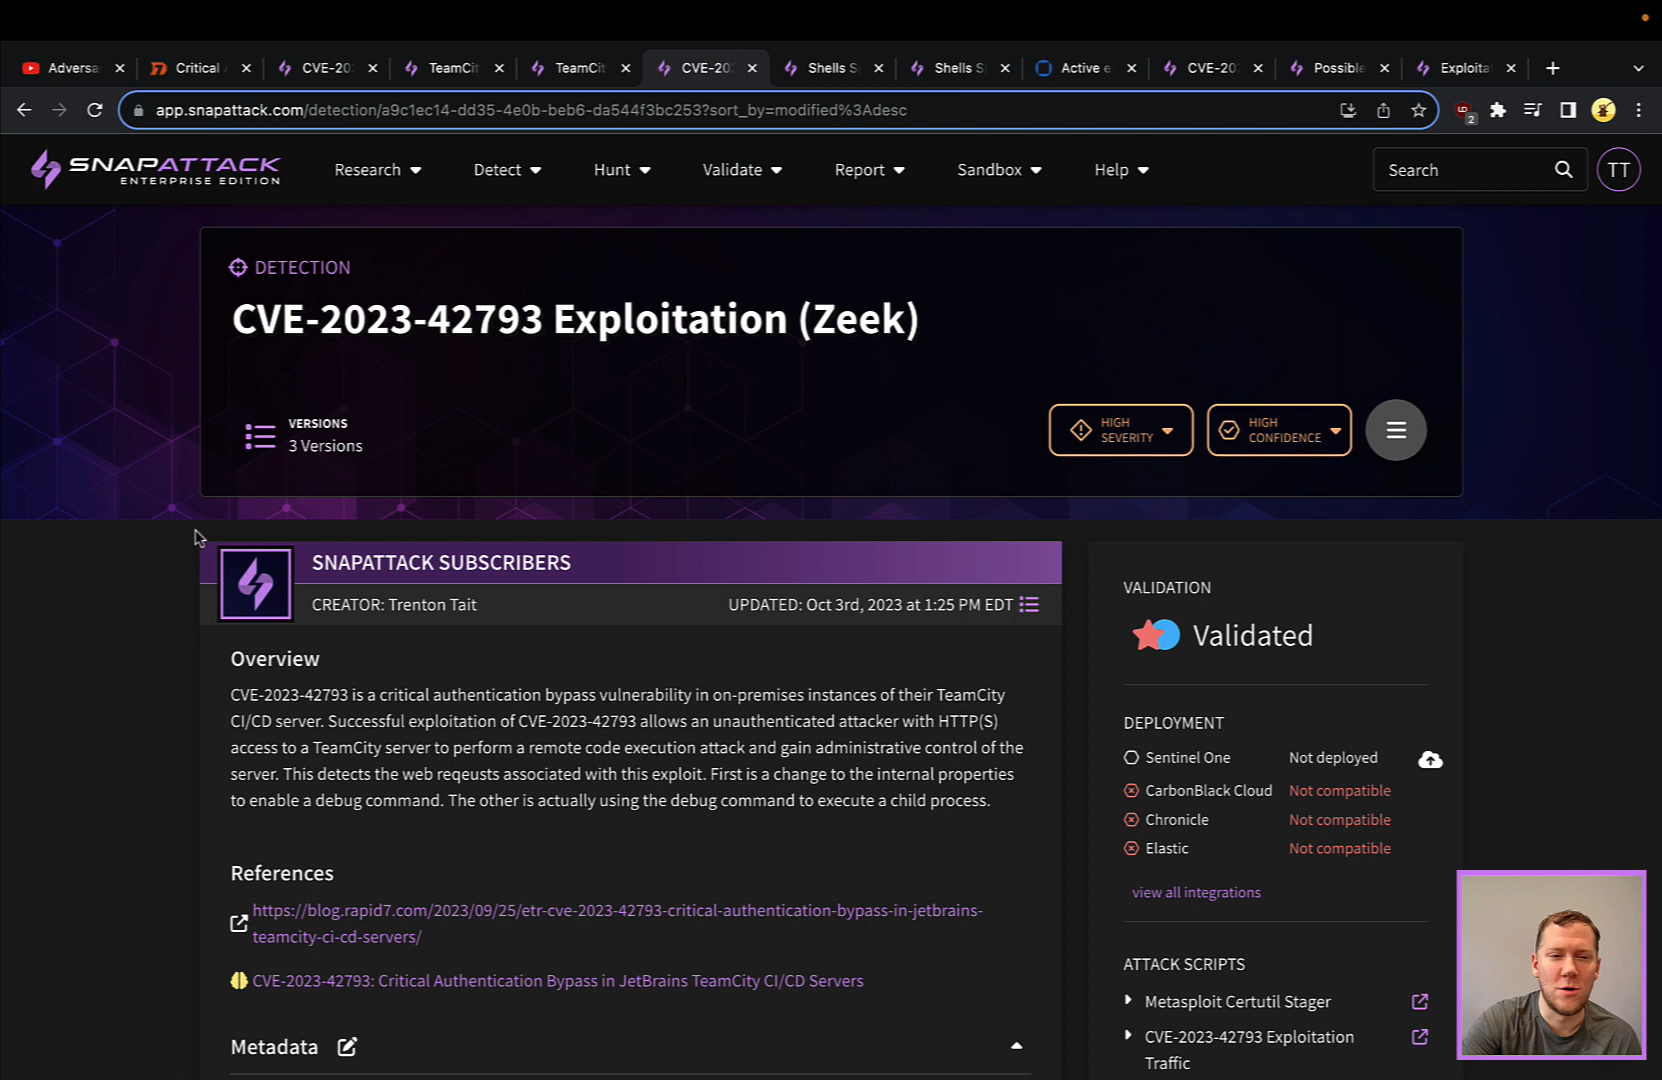 Adversa
Critical
CVE-20
TeamCit
TeamCit
CVE-20
Shells S
Shells S
Active e
CVE-20
Possible
Exploita
app.snapattack.com/detection/a9c1ec14-dd35-4e0b-beb6-da544f3bc253?sort_by=modified%3Adesc
2
SNAPATTACK
ENTERPRISE EDITION
Research
Detect
Hunt
Validate
Report
Sandbox
Help
Search
TT
DETECTION
CVE-2023-42793 Exploitation (Zeek)
VERSIONS
3 Versions
HIGH
SEVERITY
HIGH
CONFIDENCE
SNAPATTACK SUBSCRIBERS
CREATOR: Trenton Tait
UPDATED: Oct 3rd, 2023 at 1:25 PM EDT
Overview
CVE-2023-42793 is a critical authentication bypass vulnerability in on-premises instances of their TeamCity
CI/CD server. Successful exploitation of CVE-2023-42793 allows an unauthenticated attacker with HTTP(S)
access to a TeamCity server to perform a remote code execution attack and gain administrative control of the
server. This detects the web reqeusts associated with this exploit. First is a change to the internal properties
to enable a debug command. The other is actually using the debug command to execute a child process.
References
https://blog.rapid7.com/2023/09/25/etr-cve-2023-42793-critical-authentication-bypass-in-jetbrains-
teamcity-ci-cd-servers/
CVE-2023-42793: Critical Authentication Bypass in JetBrains TeamCity CI/CD Servers
Metadata
VALIDATION
Validated
DEPLOYMENT
Sentinel One Not deployed
CarbonBlack Cloud Not compatible
Chronicle Not compatible
Elastic Not compatible
view all integrations
ATTACK SCRIPTS
Metasploit Certutil Stager
CVE-2023-42793 Exploitation
Traffic